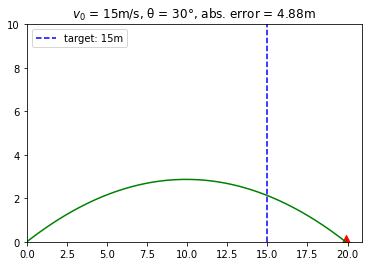 v₀ = 15m/s, θ = 30°, abs. error = 4.88m
target: 15m
10
8
6
4
2
0
0.0 2.5 5.0 7.5 10.0 12.5 15.0 17.5 20.0